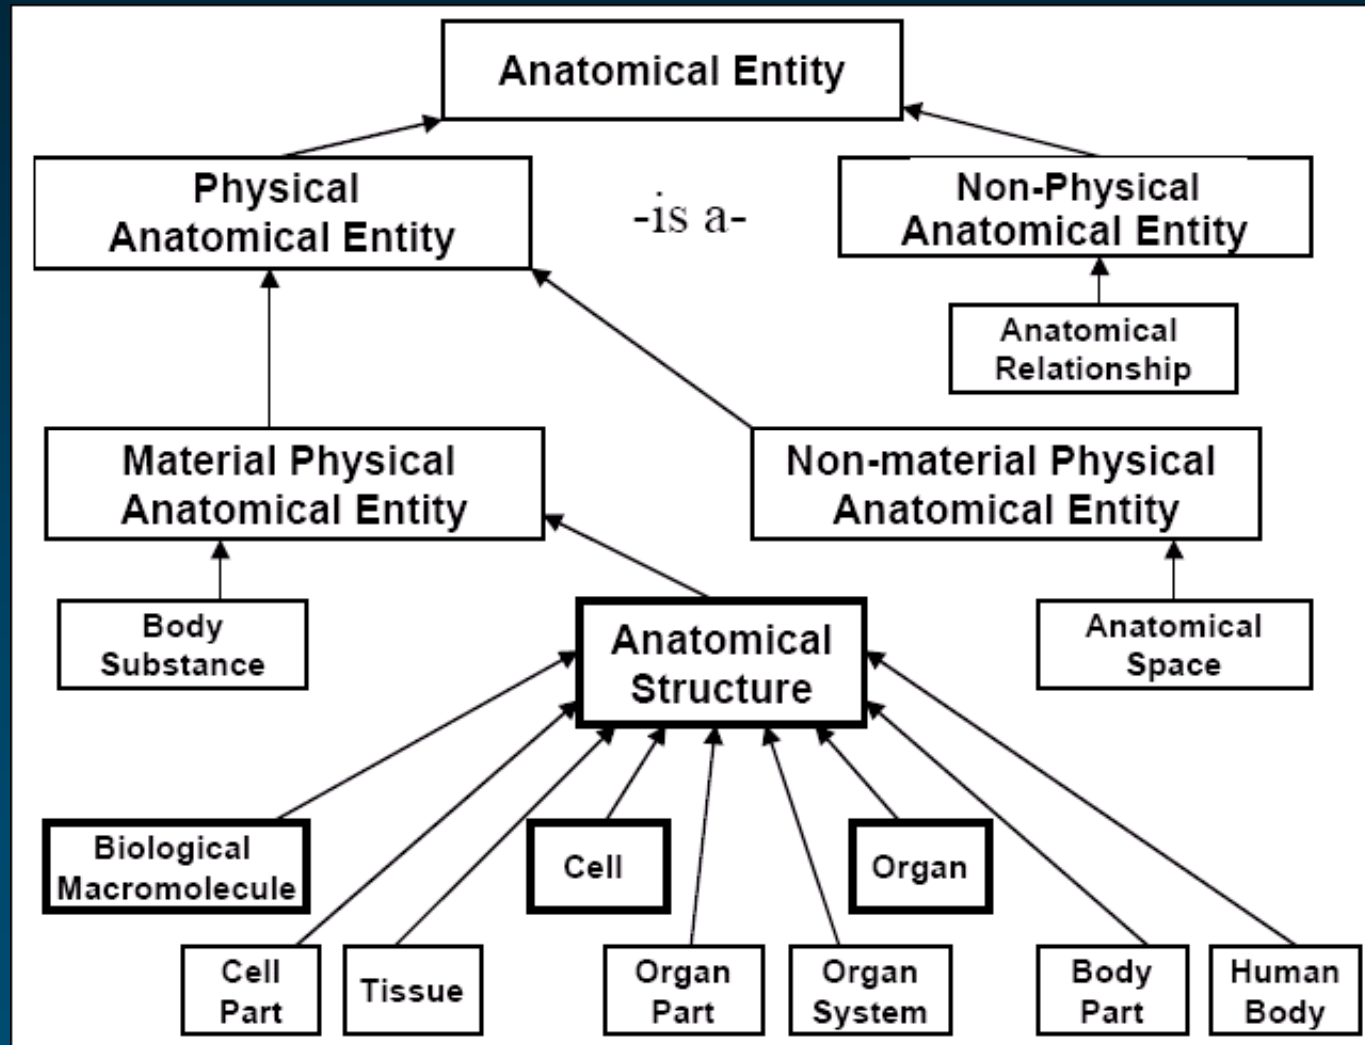 Anatomical Entity
Physical
Anatomical Entity
-is a-
Non-Physical
Anatomical Entity
Anatomical
Relationship
Material Physical
Anatomical Entity
Non-material Physical
Anatomical Entity
Body
Substance
Anatomical
Structure
Anatomical
Space
Biological
Macromolecule
Cell
Organ
Cell
Part
Tissue
Organ
Part
Organ
System
Body
Part
Human
Body